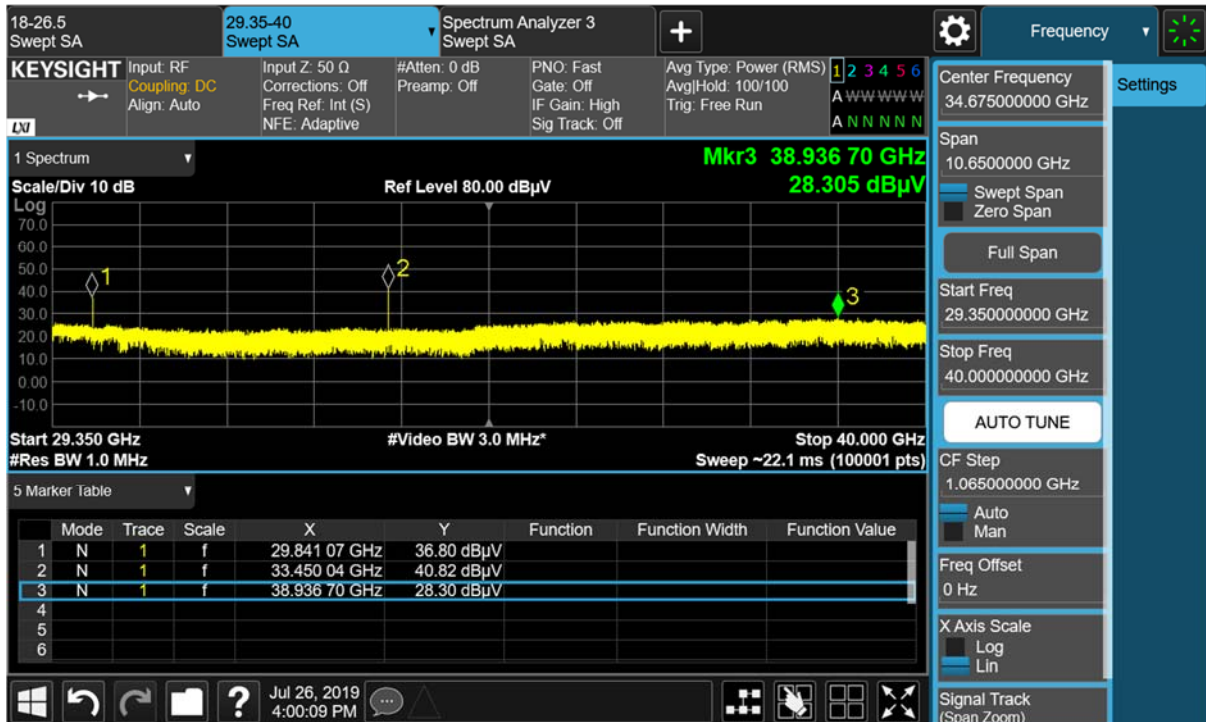 18-26.5
Swept SA
29.35-40
Swept SA
Spectrum Analyzer 3
Swept SA
Frequency
KEYSIGHT
LXI
Input: RF
Coupling: DC
Align: Auto
Input Z: 50 Ω
Corrections: Off
Freq Ref: Int (S)
NFE: Adaptive
#Atten: 0 dB
Preamp: Off
PNO: Fast
Gate: Off
IF Gain: High
Sig Track: Off
Avg Type: Power (RMS)
Avg|Hold: 100/100
Trig: Free Run
1 2 3 4 5 6
A W W W W W
A N N N N N
1 Spectrum
Mkr3 38.936 70 GHz
28.305 dBµV
Scale/Div 10 dB
Ref Level 80.00 dBµV
Log
70.0
60.0
50.0
40.0
30.0
20.0
10.0
0.00
-10.0
1
2
3
Start 29.350 GHz
#Video BW 3.0 MHz*
Stop 40.000 GHz
#Res BW 1.0 MHz
Sweep ~22.1 ms (100001 pts)
5 Marker Table
Mode Trace Scale X Y Function Function Width Function Value
1 N 1 f 29.841 07 GHz 36.80 dBµV
2 N 1 f 33.450 04 GHz 40.82 dBµV
3 N 1 f 38.936 70 GHz 28.30 dBµV
4
5
6
Jul 26, 2019
4:00:09 PM
Settings
Center Frequency
34.675000000 GHz
Span
10.6500000 GHz
Swept Span
Zero Span
Full Span
Start Freq
29.350000000 GHz
Stop Freq
40.000000000 GHz
AUTO TUNE
CF Step
1.065000000 GHz
Auto
Man
Freq Offset
0 Hz
X Axis Scale
Log
Lin
Signal Track
(Span Zoom)